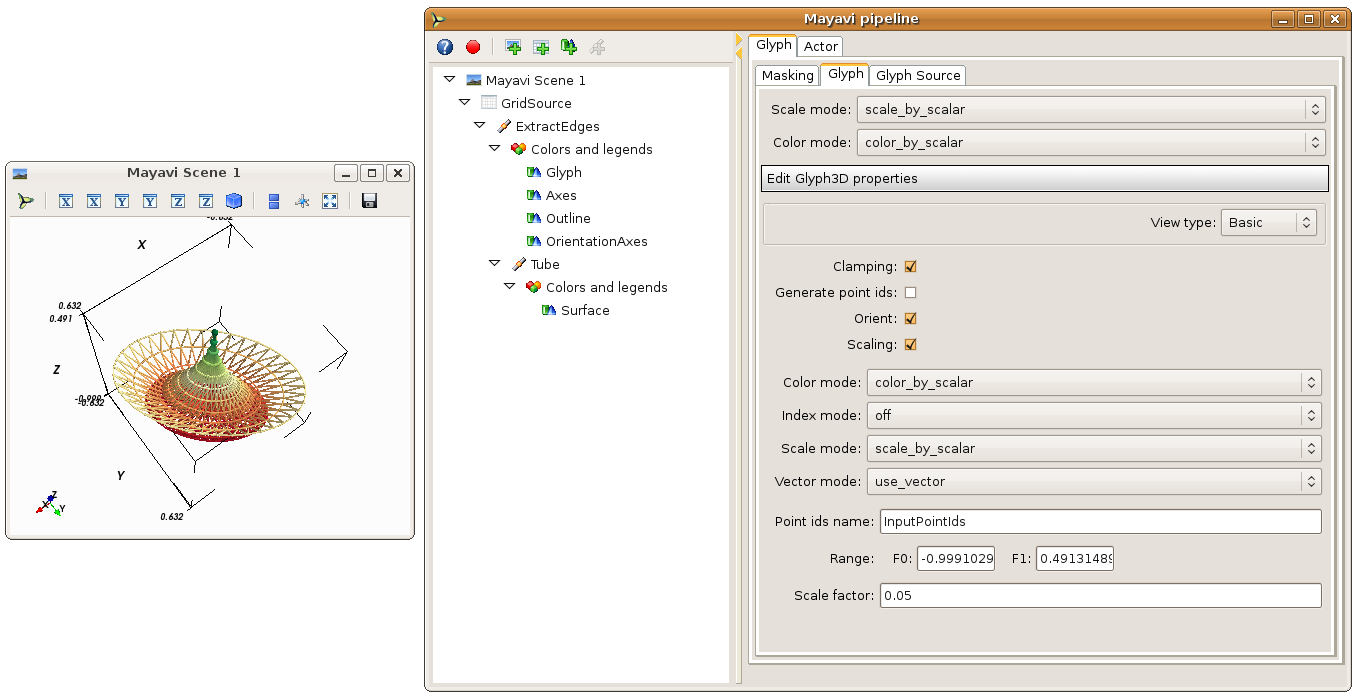 Mayavi Scene 1
X X Y Y Z Z
-0.632
X
0.632
0.491
Z
-0.632
Y
0.632
Z
X
Y
Mayavi pipeline
Mayavi Scene 1
GridSource
ExtractEdges
Colors and legends
Glyph
Axes
Outline
OrientationAxes
Tube
Colors and legends
Surface
Glyph Actor
Masking Glyph Glyph Source
Scale mode: scale_by_scalar
Color mode: color_by_scalar
Edit Glyph3D properties
View type: Basic
Clamping:
Generate point ids:
Orient:
Scaling:
Color mode: color_by_scalar
Index mode: off
Scale mode: scale_by_scalar
Vector mode: use_vector
Point ids name: InputPointIds
Range: F0: -0.9991029 F1: 0.49131489
Scale factor: 0.05